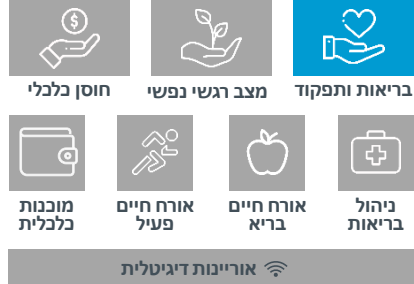 בריאות ותפקוד
מצב רגשי נפשי
חוסן כלכלי
ניהול
בריאות
אורח חיים
בריא
אורח חיים
פעיל
מוכנות
כלכלית
אוריינות דיגיטלית